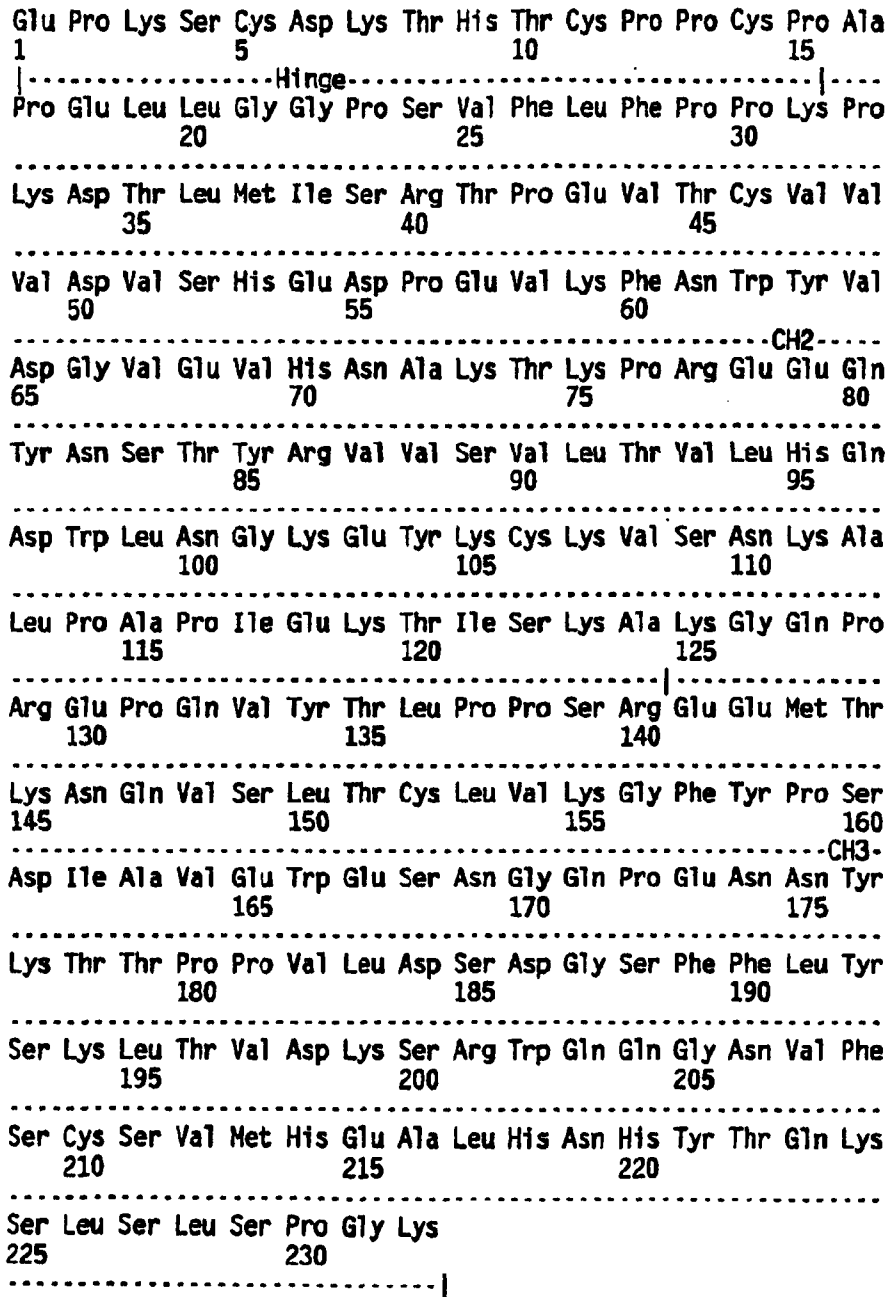 Glu Pro Lys Ser Cys Asp Lys Thr His Thr Cys Pro Pro Cys Pro Ala
1 5 10 15
|------------------Hinge--------------------------------|----
Pro Glu Leu Leu Gly Gly Pro Ser Val Phe Leu Phe Pro Pro Lys Pro
20 25 30
Lys Asp Thr Leu Met Ile Ser Arg Thr Pro Glu Val Thr Cys Val Val
35 40 45
Val Asp Val Ser His Glu Asp Pro Glu Val Lys Phe Asn Trp Tyr Val
50 55 60
------------------------------------------------------CH2-----
Asp Gly Val Glu Val His Asn Ala Lys Thr Lys Pro Arg Glu Glu Gln
65 70 75 80
Tyr Asn Ser Thr Tyr Arg Val Val Ser Val Leu Thr Val Leu His Gln
85 90 95
Asp Trp Leu Asn Gly Lys Glu Tyr Lys Cys Lys Val Ser Asn Lys Ala
100 105 110
Leu Pro Ala Pro Ile Glu Lys Thr Ile Ser Lys Ala Lys Gly Gln Pro
115 120 125
Arg Glu Pro Gln Val Tyr Thr Leu Pro Pro Ser Arg Glu Glu Met Thr
130 135 140
Lys Asn Gln Val Ser Leu Thr Cys Leu Val Lys Gly Phe Tyr Pro Ser
145 150 155 160
----------------------------------------------------------CH3-
Asp Ile Ala Val Glu Trp Glu Ser Asn Gly Gln Pro Glu Asn Asn Tyr
165 170 175
Lys Thr Thr Pro Pro Val Leu Asp Ser Asp Gly Ser Phe Phe Leu Tyr
180 185 190
Ser Lys Leu Thr Val Asp Lys Ser Arg Trp Gln Gln Gly Asn Val Phe
195 200 205
Ser Cys Ser Val Met His Glu Ala Leu His Asn His Tyr Thr Gln Lys
210 215 220
Ser Leu Ser Leu Ser Pro Gly Lys
225 230